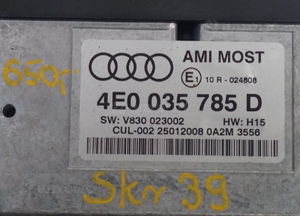 AMI MOST
E1 10 R - 024808
650,-
4E0 035 785 D
SW: V830 023002 HW: H15
CUL-002 25012008 0A2M 3556
Skr 39